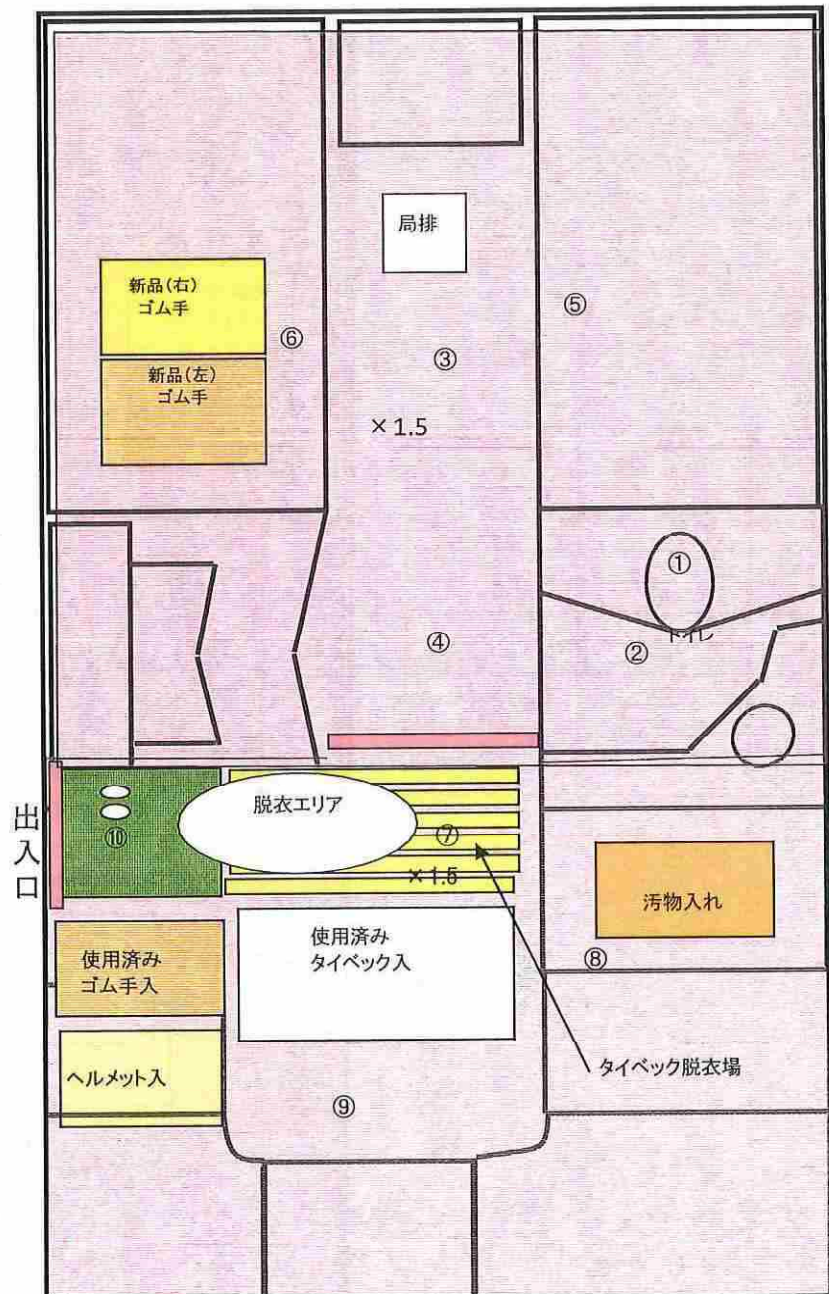 局排
新品(右)
ゴム手
⑤
⑥
③
新品(左)
ゴム手
×1.5
①
④
②
トイレ
出入口
脱衣エリア
⑩
⑦
×1.5
汚物入れ
使用済み
ゴム手入
使用済み
タイベック入
⑧
タイベック脱衣場
ヘルメット入
⑨